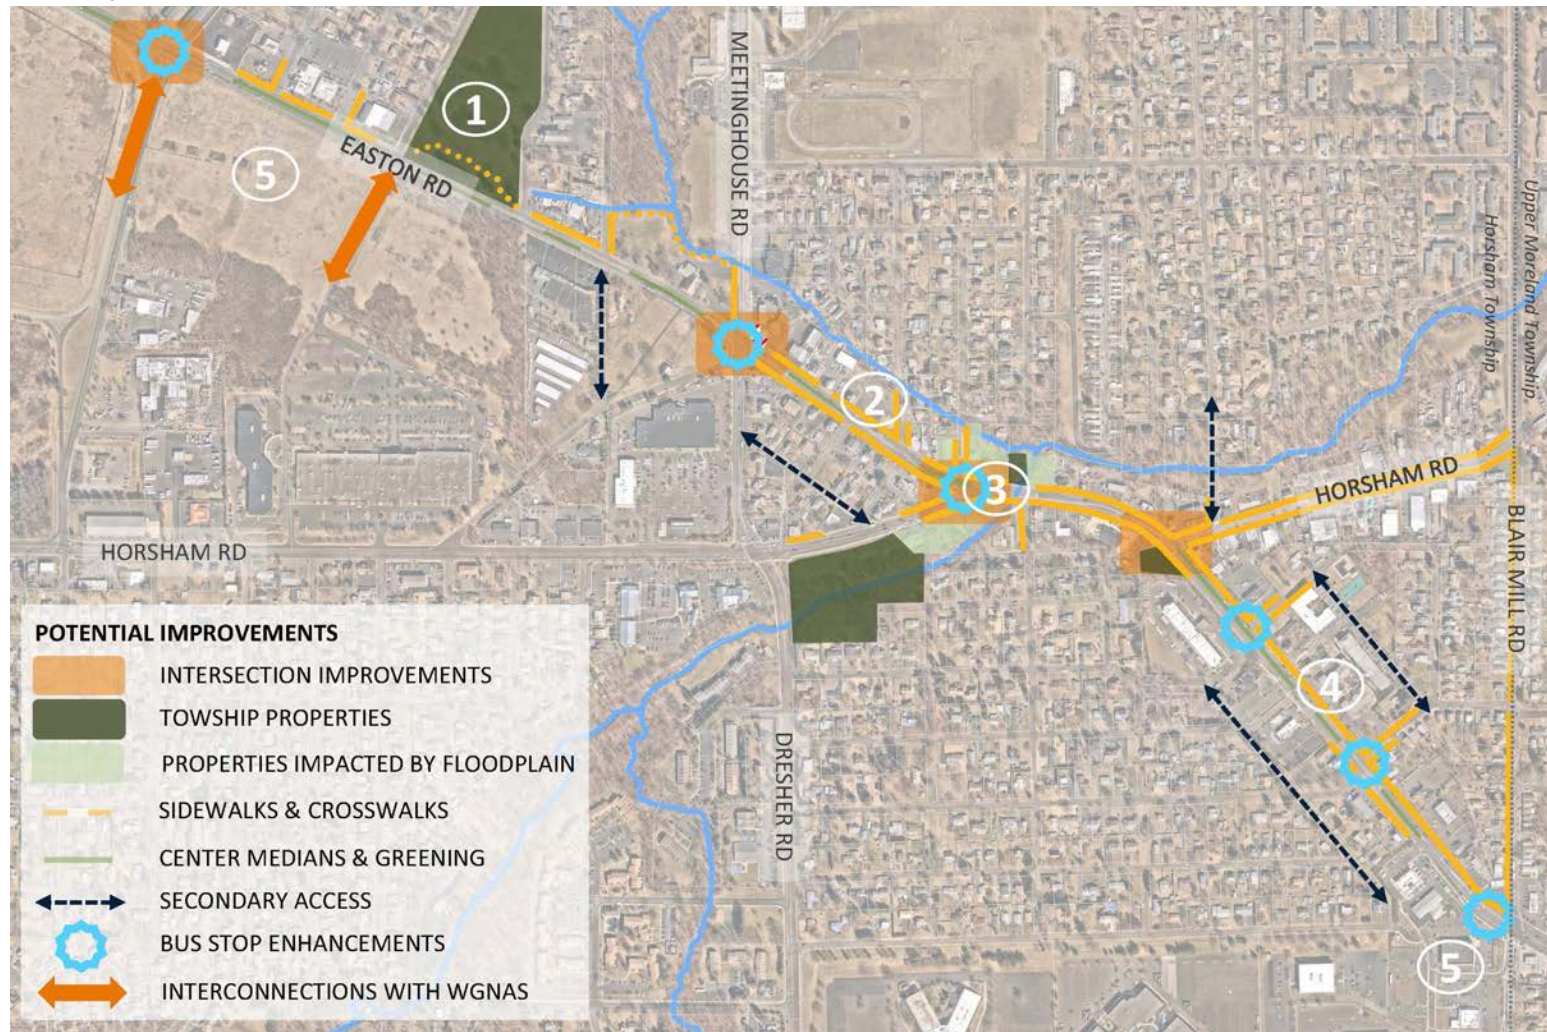 MEETINGHOUSE RD
1
EASTON RD
5
Upper Moreland Township
Horsham Township
2
3
HORSHAM RD
BLAIR MILL RD
HORSHAM RD
4
DRESHER RD
5
POTENTIAL IMPROVEMENTS
INTERSECTION IMPROVEMENTS
TOWSHIP PROPERTIES
PROPERTIES IMPACTED BY FLOODPLAIN
SIDEWALKS & CROSSWALKS
CENTER MEDIANS & GREENING
SECONDARY ACCESS
BUS STOP ENHANCEMENTS
INTERCONNECTIONS WITH WGNAS